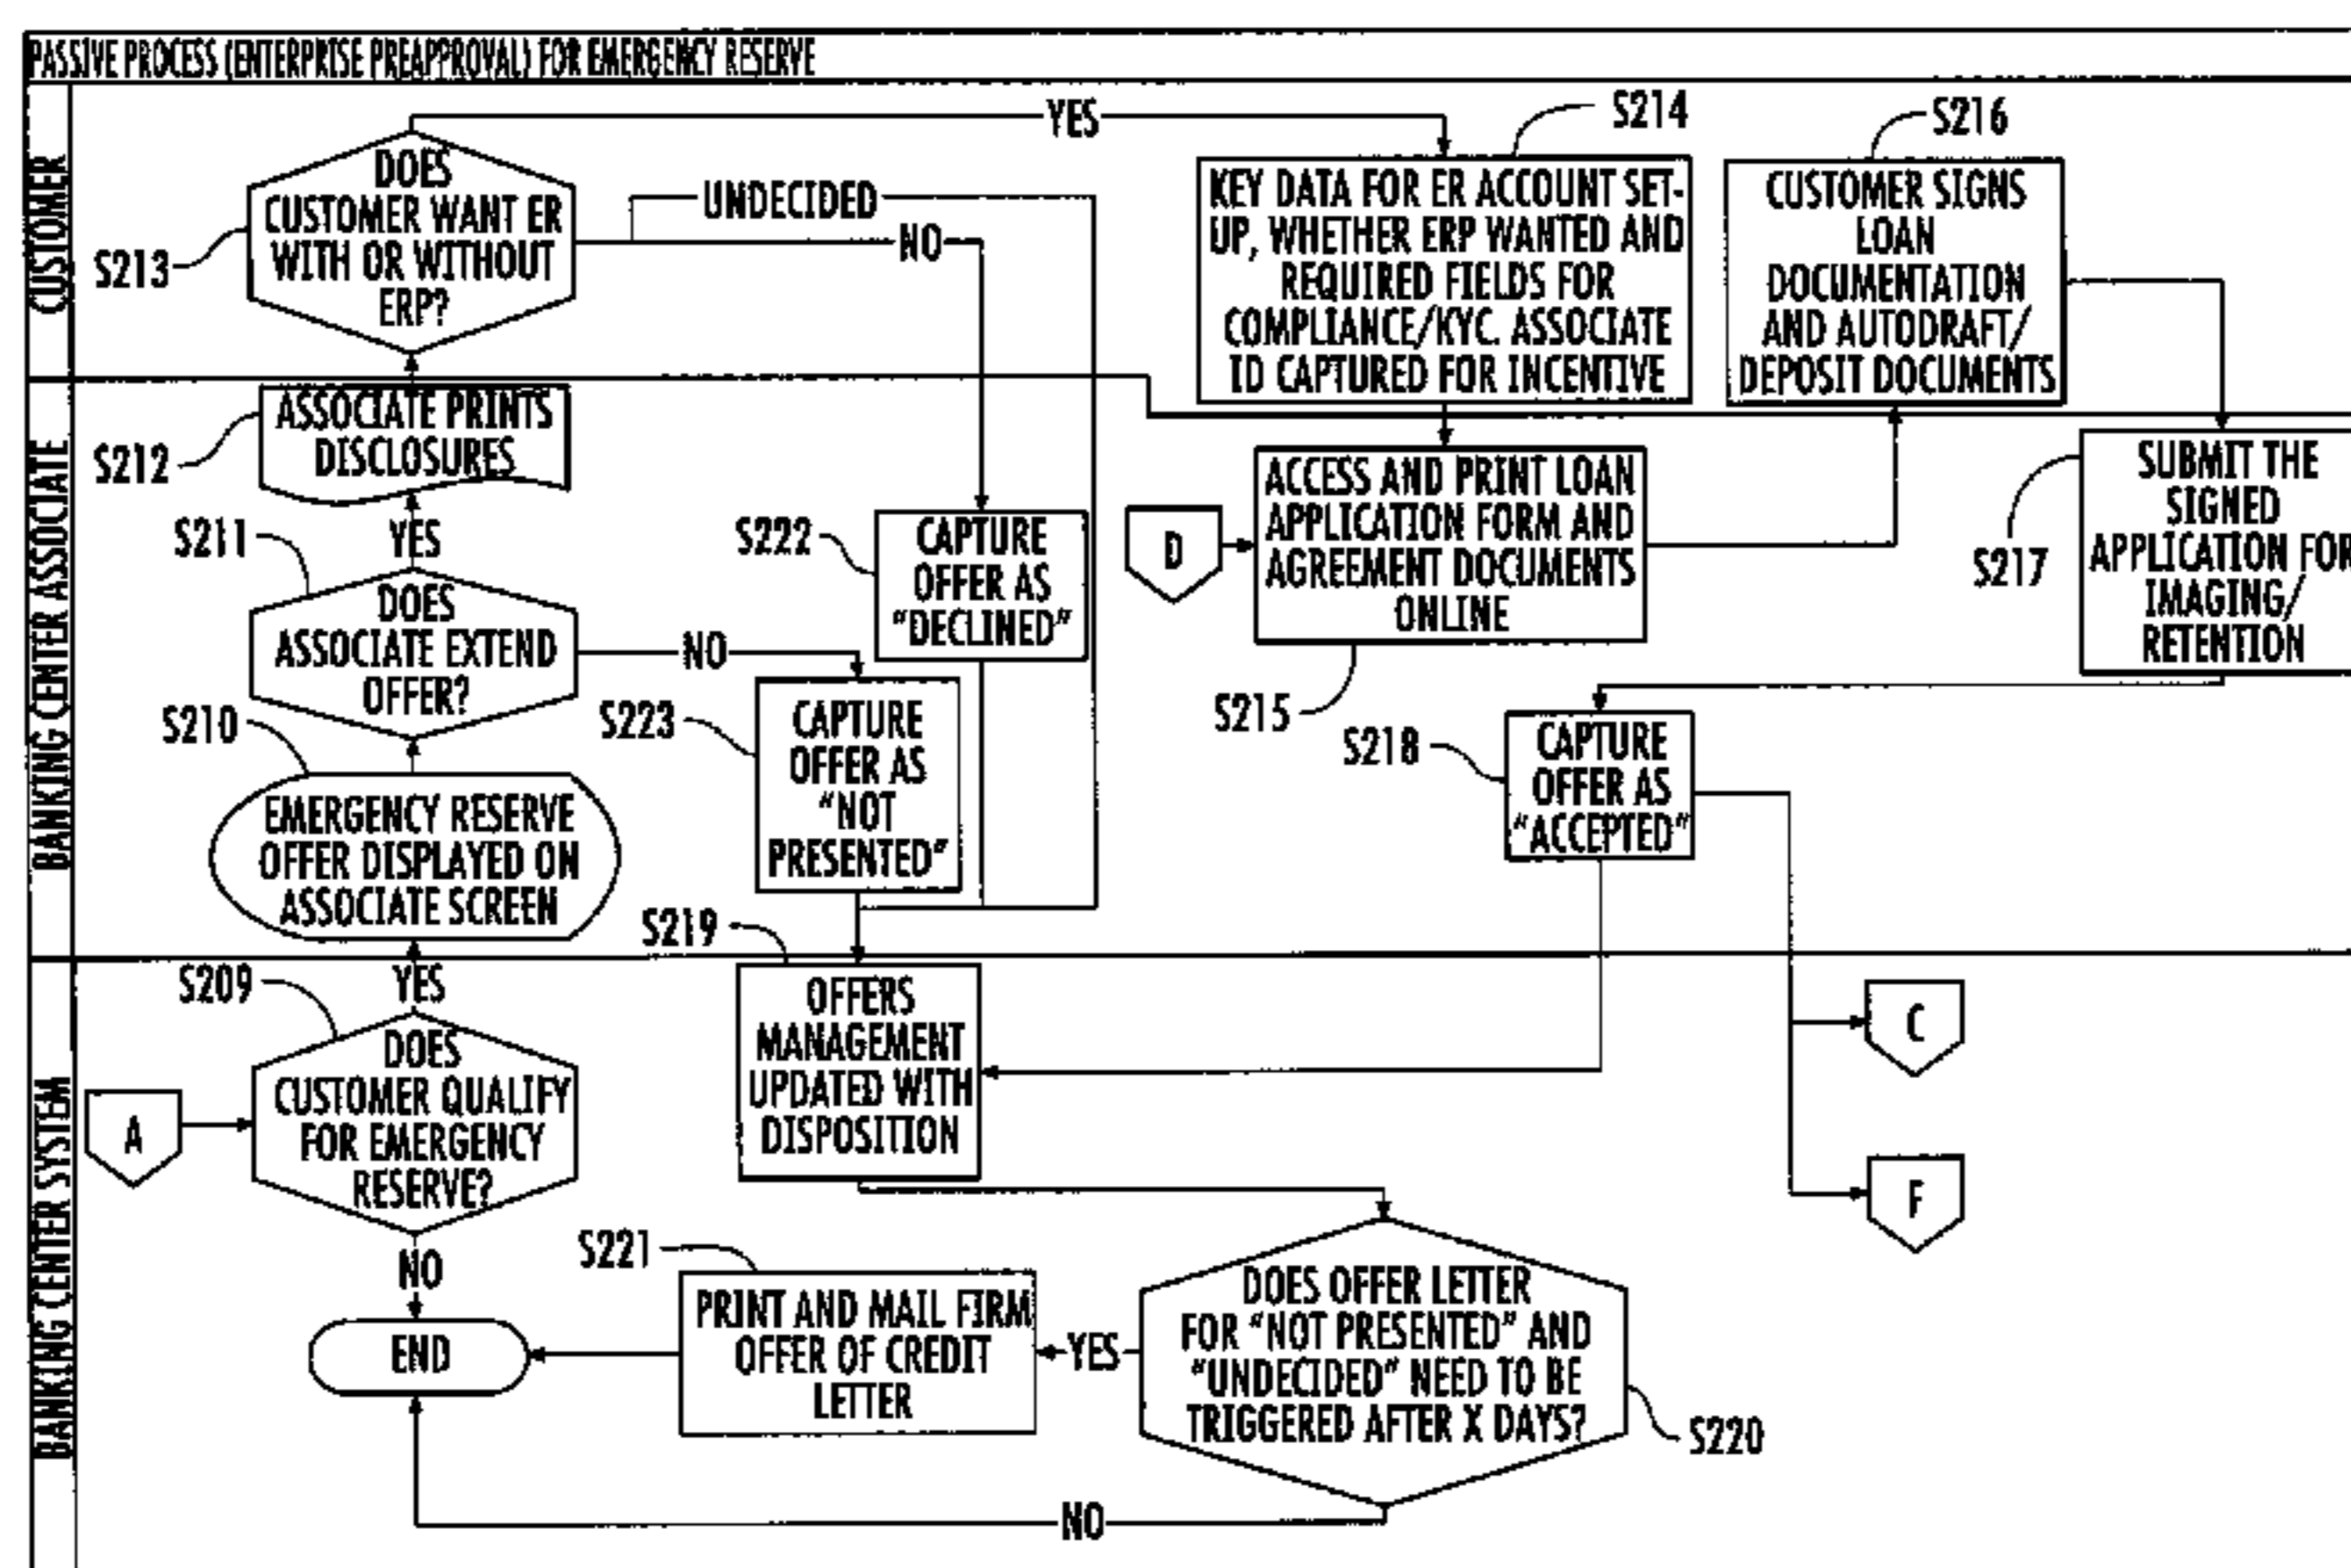 PASSIVE PROCESS (ENTERPRISE PREAPPROVAL) FOR EMERGENCY RESERVE
CUSTOMER
DOES
CUSTOMER WANT ER
WITH OR WITHOUT
ERP?
S213
YES
UNDECIDED
NO
S214
KEY DATA FOR ER ACCOUNT SET-
UP, WHETHER ERP WANTED AND
REQUIRED FIELDS FOR
COMPLIANCE/KYC. ASSOCIATE
ID CAPTURED FOR INCENTIVE
S216
CUSTOMER SIGNS
LOAN
DOCUMENTATION
AND AUTODRAFT/
DEPOSIT DOCUMENTS
BANKING CENTER ASSOCIATE
ASSOCIATE PRINTS
DISCLOSURES
S212
S211
YES
DOES
ASSOCIATE EXTEND
OFFER?
NO
S210
EMERGENCY RESERVE
OFFER DISPLAYED ON
ASSOCIATE SCREEN
S222
CAPTURE
OFFER AS
"DECLINED"
S223
CAPTURE
OFFER AS
"NOT
PRESENTED"
D
ACCESS AND PRINT LOAN
APPLICATION FORM AND
AGREEMENT DOCUMENTS
ONLINE
S215
S217
SUBMIT THE
SIGNED
APPLICATION FOR
IMAGING/
RETENTION
S218
CAPTURE
OFFER AS
"ACCEPTED"
BANKING CENTER SYSTEM
S209
YES
DOES
CUSTOMER QUALIFY
FOR EMERGENCY
RESERVE?
A
NO
END
S219
OFFERS
MANAGEMENT
UPDATED WITH
DISPOSITION
C
F
S221
PRINT AND MAIL FIRM
OFFER OF CREDIT
LETTER
YES
DOES OFFER LETTER
FOR "NOT PRESENTED" AND
"UNDECIDED" NEED TO BE
TRIGGERED AFTER X DAYS?
S220
NO